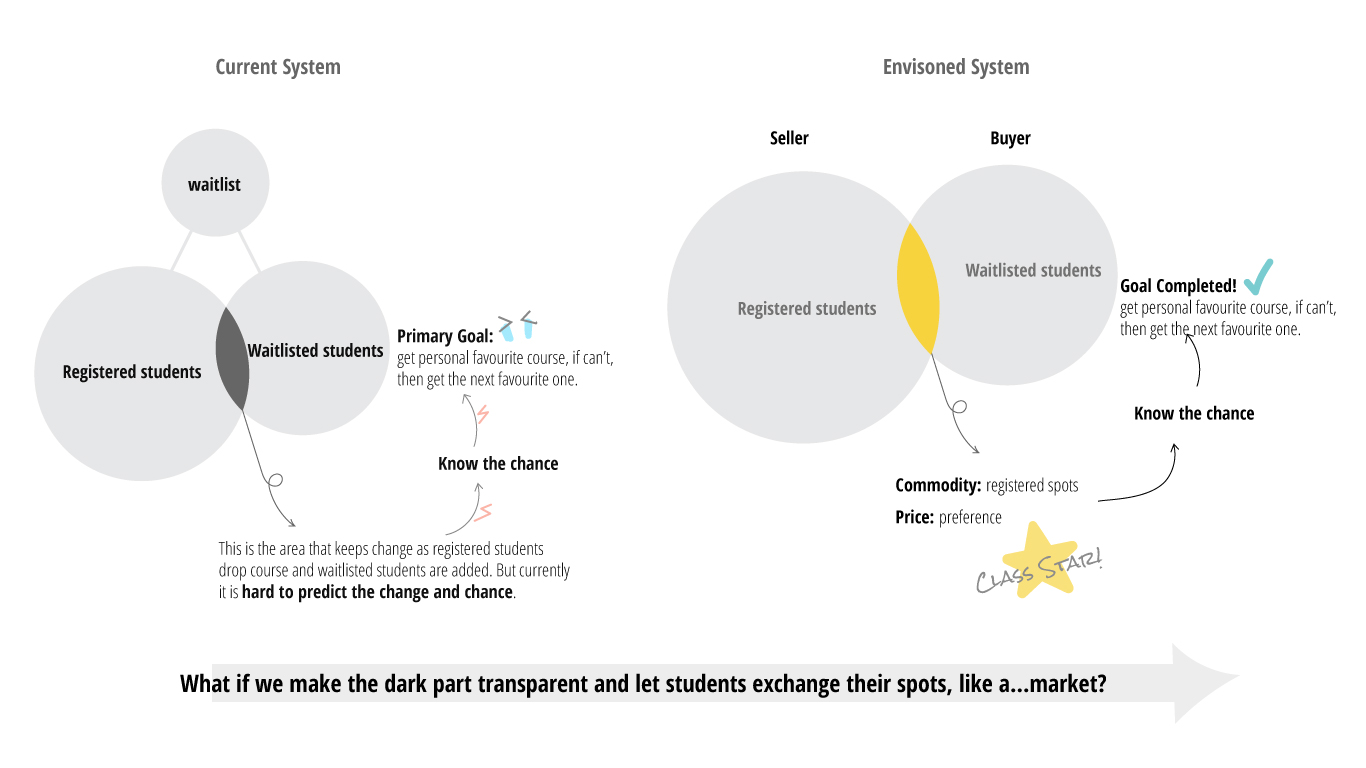 Current System
waitlist
Registered students
Waitlisted students
Primary Goal:
get personal favourite course, if can't,
then get the next favourite one.
Know the chance
This is the area that keeps change as registered students
drop course and waitlisted students are added. But currently
it is hard to predict the change and chance.
Envisoned System
Seller
Buyer
Registered students
Waitlisted students
Goal Completed!
get personal favourite course, if can't,
then get the next favourite one.
Know the chance
Commodity: registered spots
Price: preference
CLASS STAR!
What if we make the dark part transparent and let students exchange their spots, like a...market?